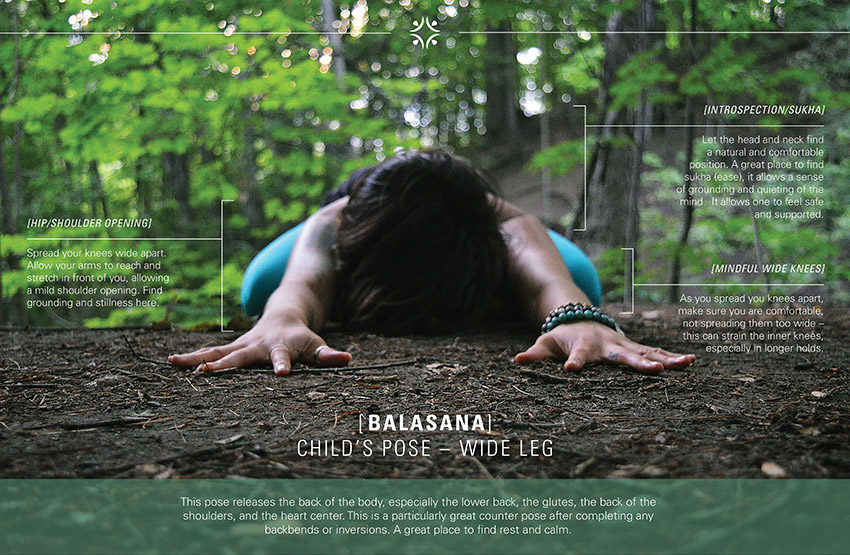 [INTROSPECTION/SUKHA]
Let the head and neck find
a natural and comfortable
position. A great place to find
sukha (ease), it allows a sense
of grounding and quieting of the
mind. It allows one to feel safe
and supported.
[HIP/SHOULDER OPENING]
Spread your knees wide apart.
Allow your arms to reach and
stretch in front of you, allowing
a mild shoulder opening. Find
grounding and stillness here.
[MINDFUL WIDE KNEES]
As you spread you knees apart,
make sure you are comfortable,
not spreading them too wide –
this can strain the inner knees,
especially in longer holds.
[BALASANA]
CHILD'S POSE – WIDE LEG
This pose releases the back of the body, especially the lower back, the glutes, the back of the
shoulders, and the heart center. This is a particularly great counter pose after completing any
backbends or inversions. A great place to find rest and calm.